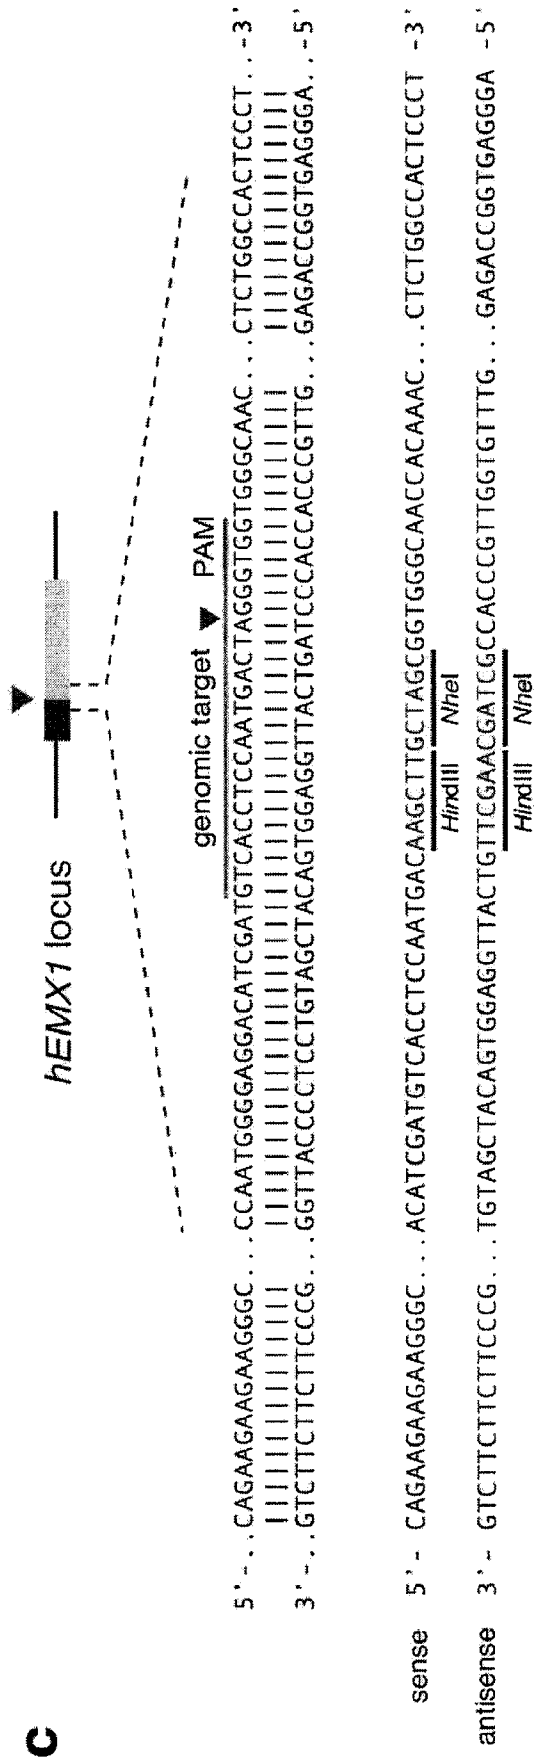 C
hEMX1 locus
genomic target PAM
5'-..CAGAAGAAGAAGGGC...CCAATGGGGAGGACATCGATGTCACCTCCAATGACTAGGGTGGTGGGCAAC...CTCTGGCCACTCCCT..-3'
3'-..GTCTTCTTCTTCCCG...GGTTACCCCTCCTGTAGCTACAGTGGAGGTTACTGATCCCACCACCCGTTG...GAGACCGGTGAGGGA..-5'
sense 5'- CAGAAGAAGAAGGGC...ACATCGATGTCACCTCCAATGACAAGCTTGCTAGCGGTGGGCAACCACAAAC...CTCTGGCCACTCCCT -3'
HindIII NheI
antisense 3'- GTCTTCTTCTTCCCG...TGTAGCTACAGTGGAGGTTACTGTTCGAACGATCGCCACCCGTTGGTGTTTG...GAGACCGGTGAGGGA -5'
HindIII NheI